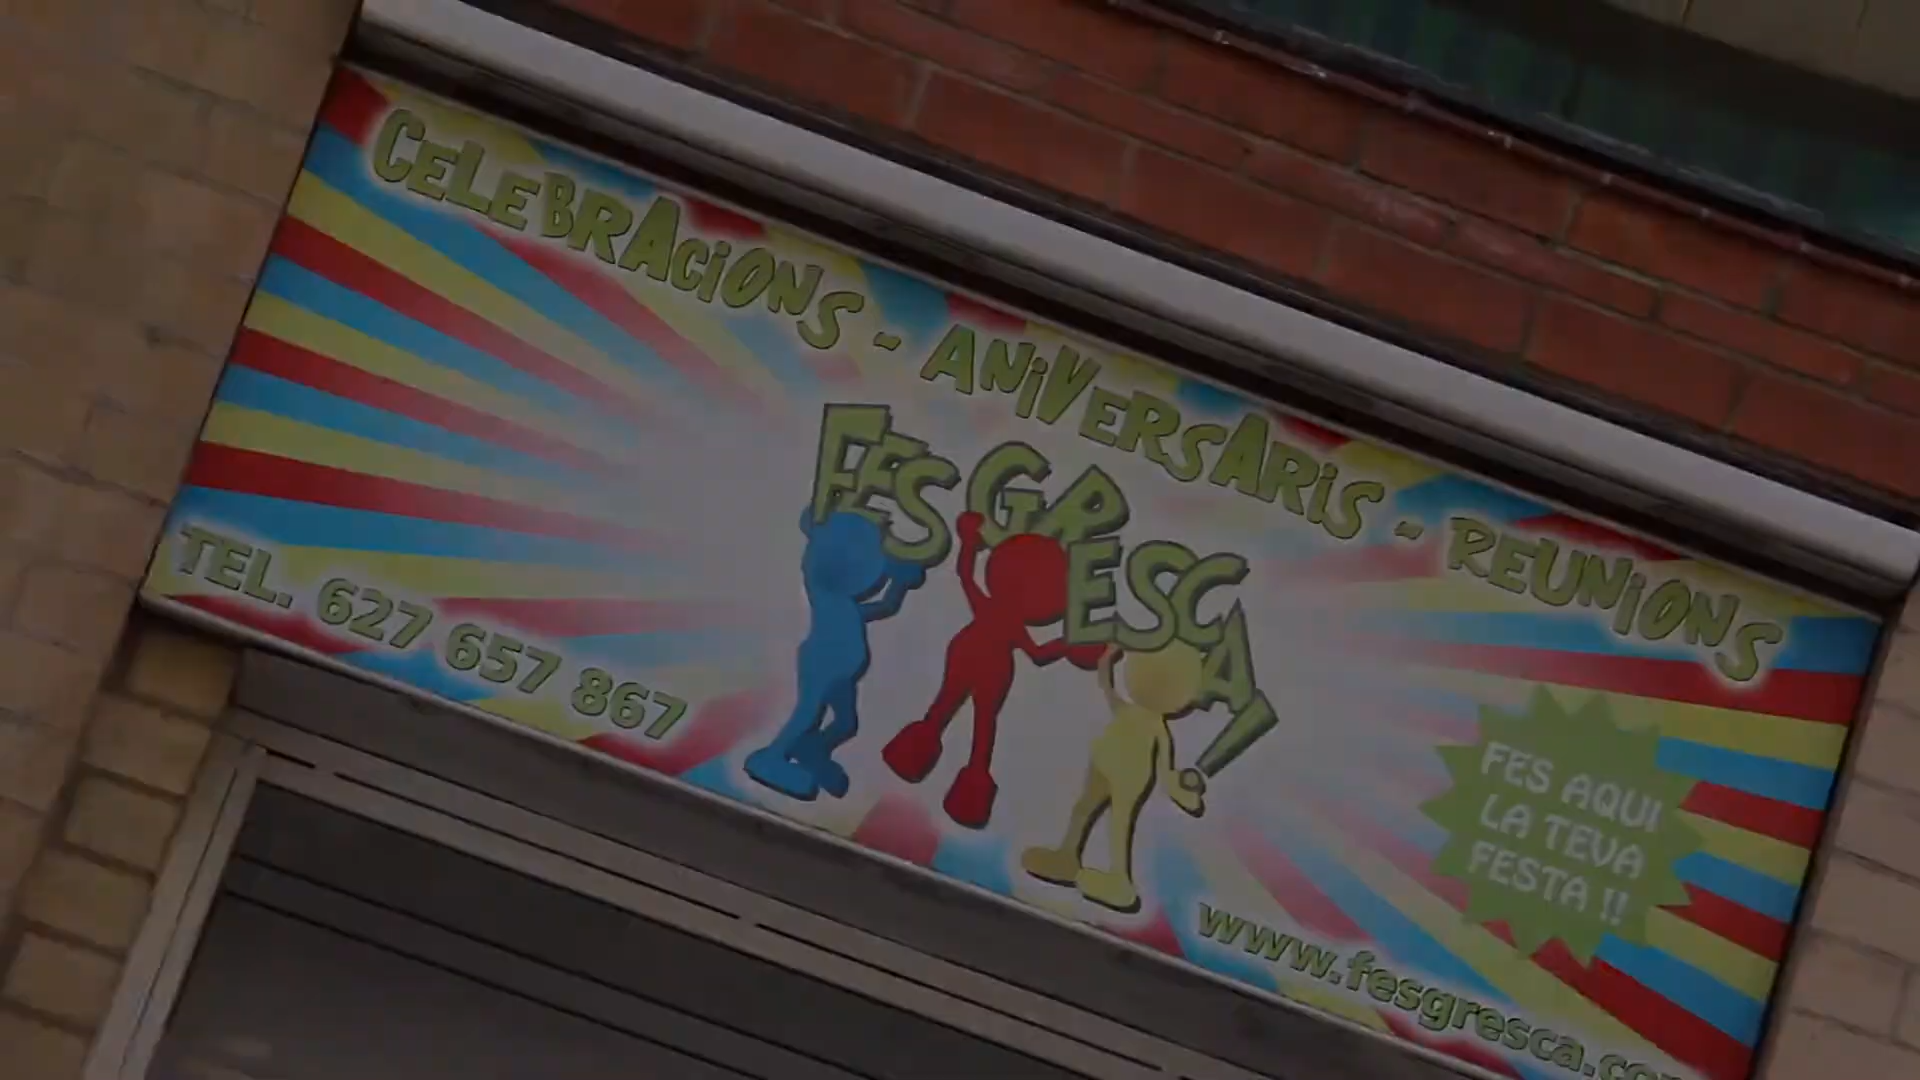 CELEBRACIONS - ANIVERSARIS - REUNIONS
FES GRESCA!
TEL. 627 657 867
FES AQUI
LA TEVA
FESTA !!
www.fesgresca.com